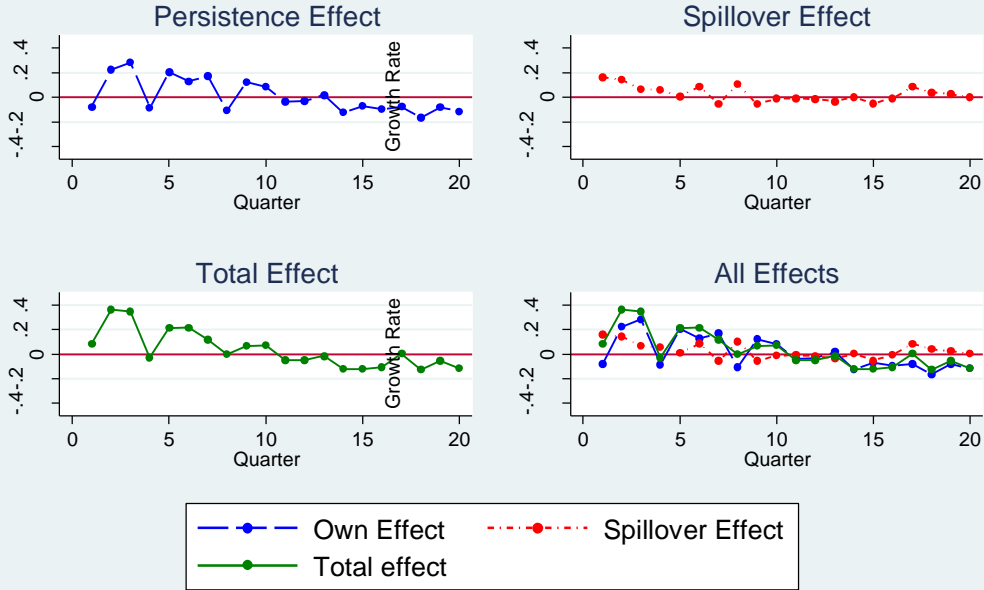 Persistence Effect
.4
.2
0
-.2
-.4
0 5 10 15 20
Quarter
Spillover Effect
Growth Rate
.4
.2
0
-.2
-.4
0 5 10 15 20
Quarter
Total Effect
.4
.2
0
-.2
-.4
0 5 10 15 20
Quarter
All Effects
Growth Rate
.4
.2
0
-.2
-.4
0 5 10 15 20
Quarter
Own Effect Spillover Effect
Total effect